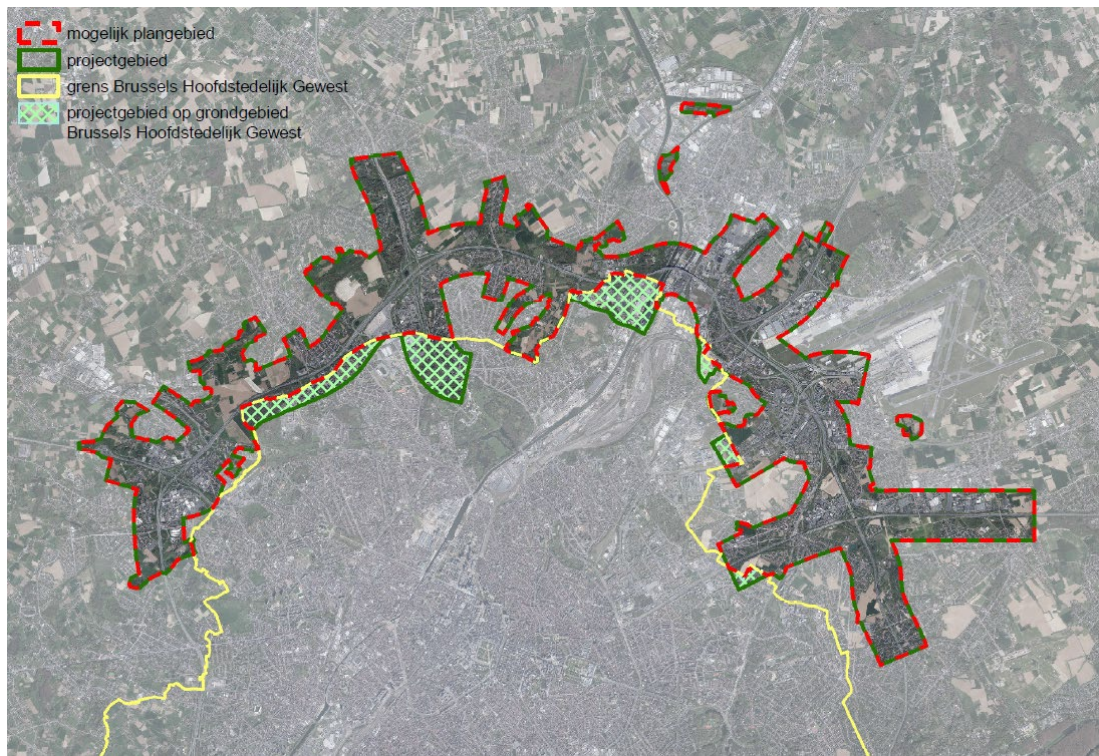 mogelijk plangebied
projectgebied
grens Brussels Hoofdstedelijk Gewest
projectgebied op grondgebied
Brussels Hoofdstedelijk Gewest